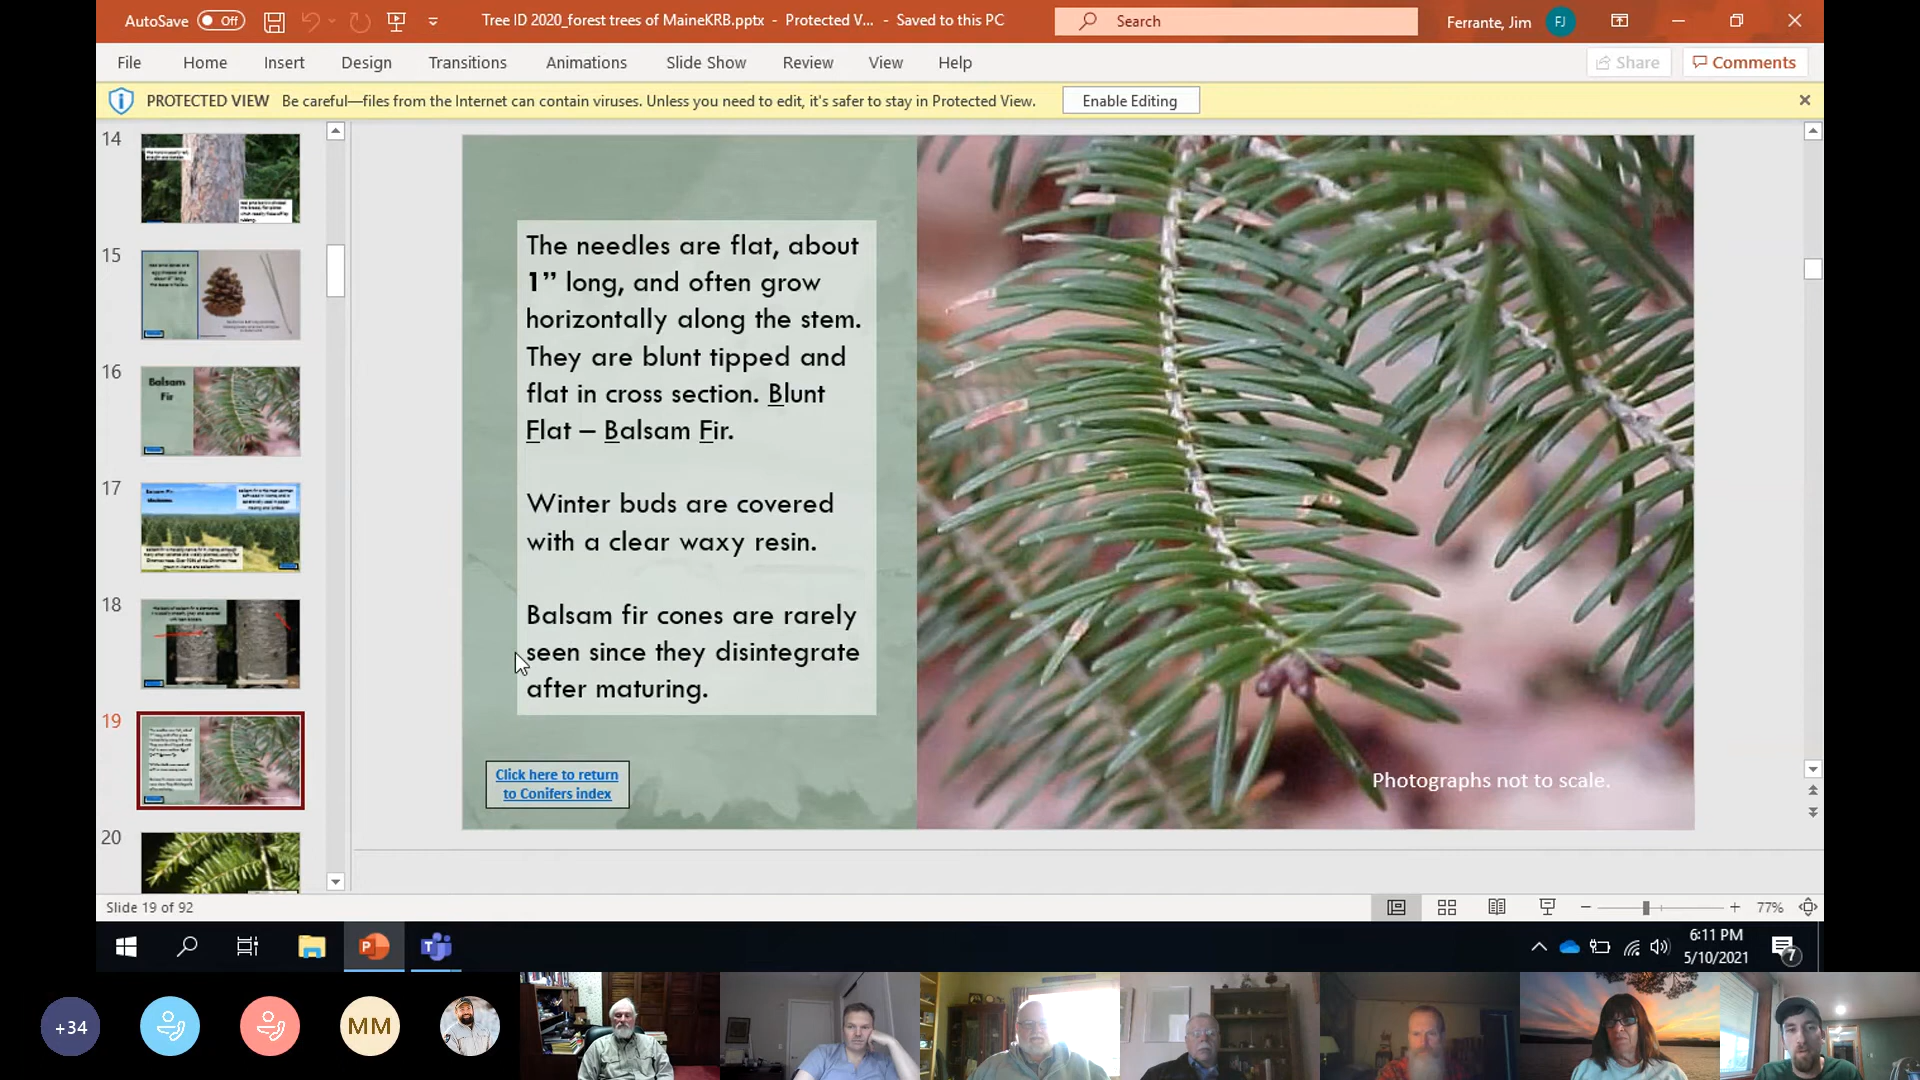 AutoSave
Off
Tree ID 2020_forest trees of MaineKRB.pptx - Protected V... - Saved to this PC
Search
Ferrante, Jim
FJ
File
Home
Insert
Design
Transitions
Animations
Slide Show
Review
View
Help
Share
Comments
PROTECTED VIEW
Be careful—files from the Internet can contain viruses. Unless you need to edit, it's safer to stay in Protected View.
Enable Editing
14
15
16
Balsam
Fir
17
18
19
20
The needles are flat, about
1” long, and often grow
horizontally along the stem.
They are blunt tipped and
flat in cross section. Blunt
Flat – Balsam Fir.
Winter buds are covered
with a clear waxy resin.
Balsam fir cones are rarely
seen since they disintegrate
after maturing.
Click here to return
to Conifers index
Photographs not to scale.
Slide 19 of 92
77%
6:11 PM
5/10/2021
7
+34
MM